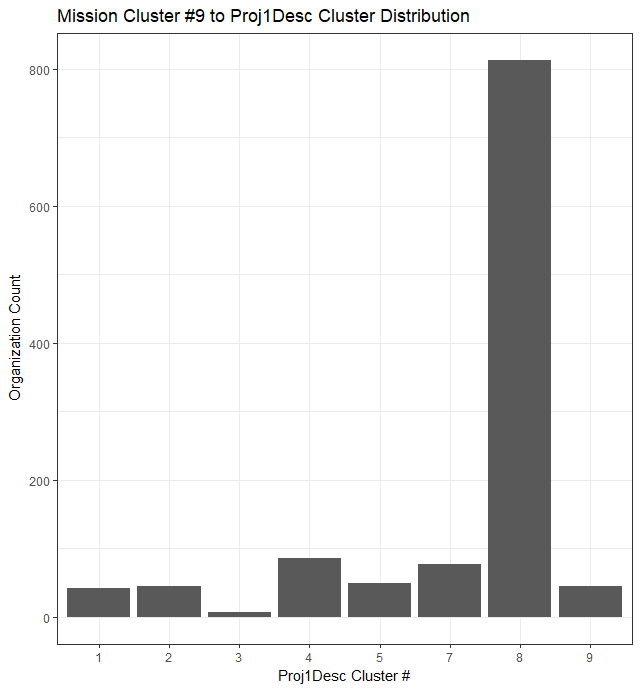 Mission Cluster #9 to Proj1Desc Cluster Distribution
800
600
400
200
0
Organization Count
1 2 3 4 5 7 8 9
Proj1Desc Cluster #